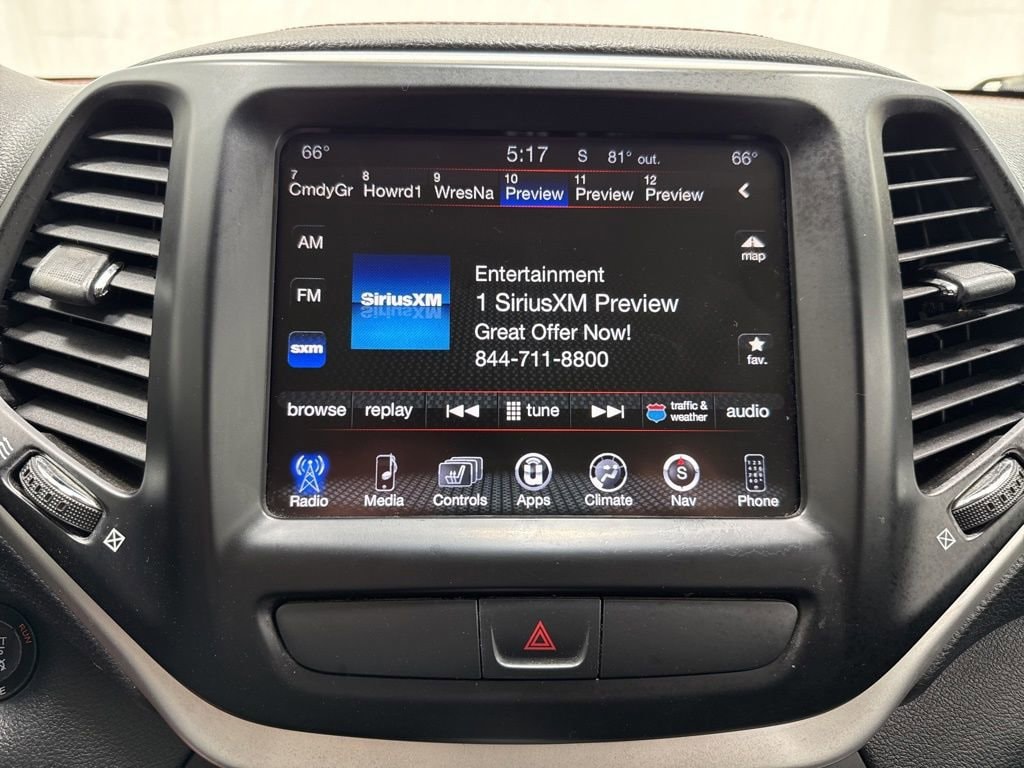 66° 5:17 S 81° out. 66°
7 8 9 10 11 12
CmdyGr Howrd1 WresNa Preview Preview Preview
AM
map
Entertainment
SiriusXM
1 SiriusXM Preview
FM
Great Offer Now!
sxm
844-711-8800
fav.
browse replay tune traffic & weather audio
S
Radio Media Controls Apps Climate Nav Phone
RUN